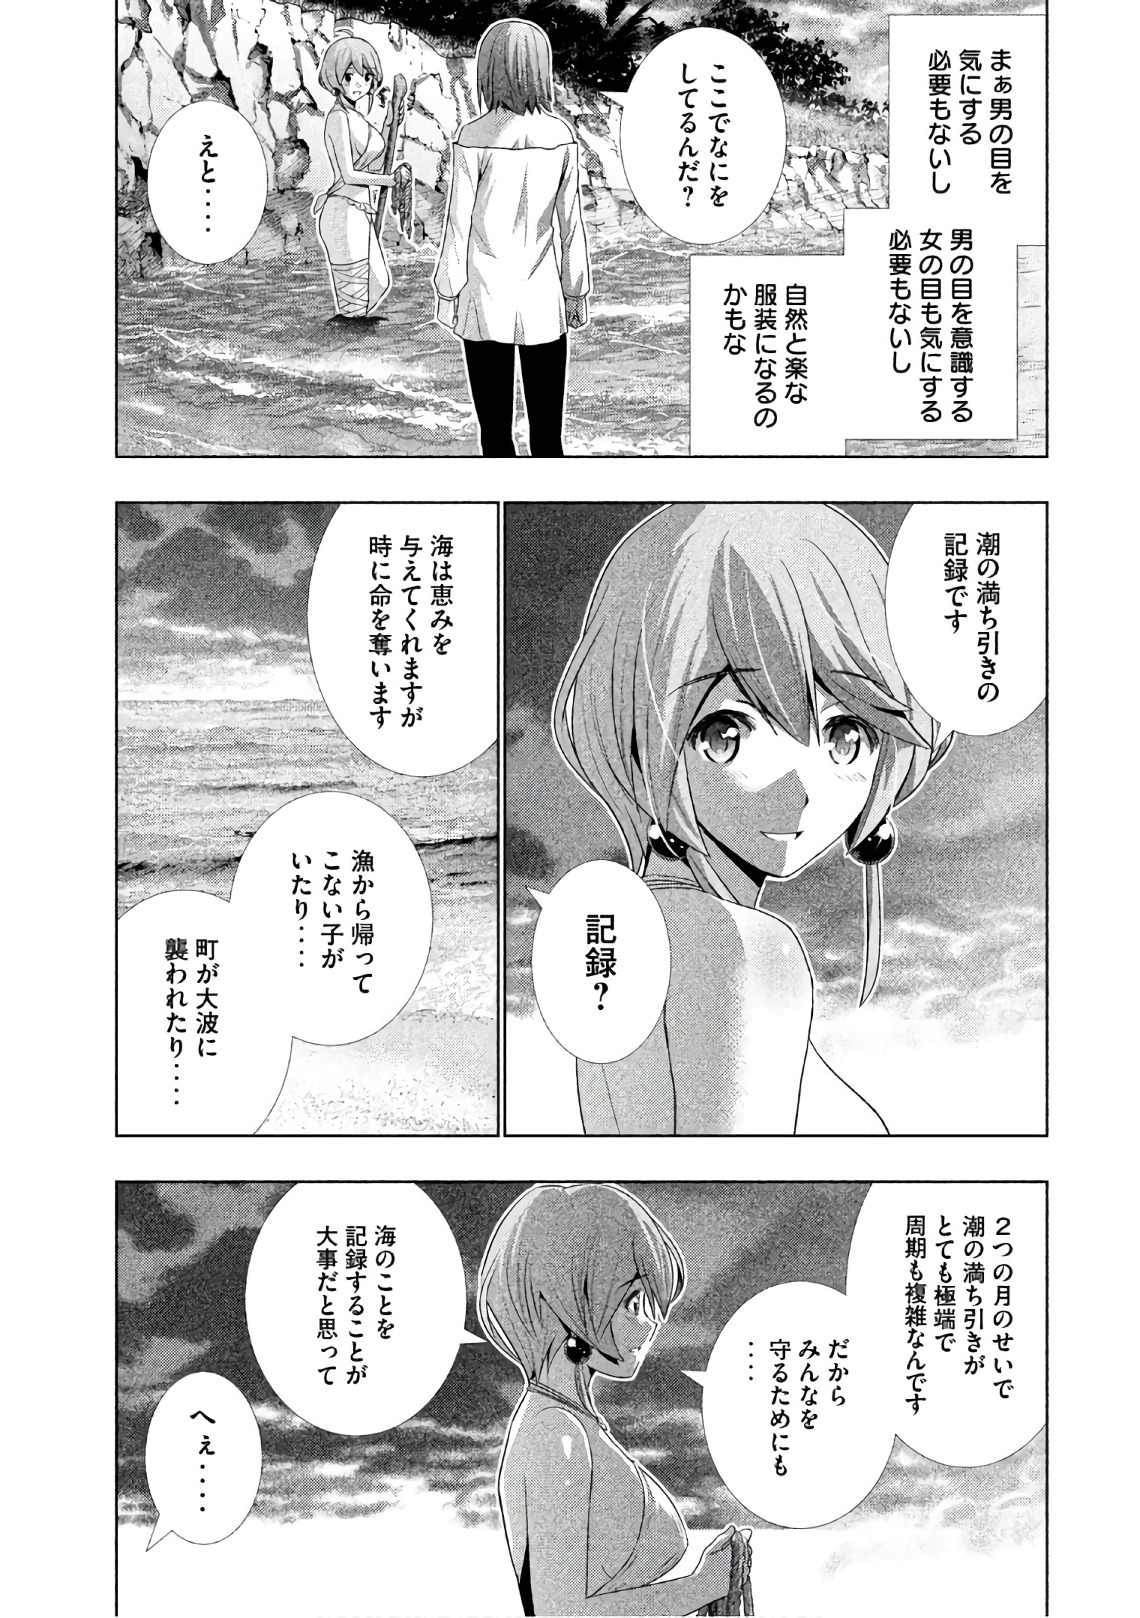 まぁ男の目を
気にする
必要もないし
男の目を意識する
女の目も気にする
必要もないし
自然と楽な
服装になるの
かもな
ここでなにを
してるんだ？
えと‥‥
潮の満ち引きの
記録です
記録？
海は恵みを
与えてくれますが
時に命を奪います
漁から帰って
こない子が
いたり‥‥
町が大波に
襲われたり‥‥
２つの月のせいで
潮の満ち引きが
とても極端で
周期も複雑なんです
だから
みんなを
守るためにも
‥‥
海のことを
記録することが
大事だと思って
へぇ‥‥